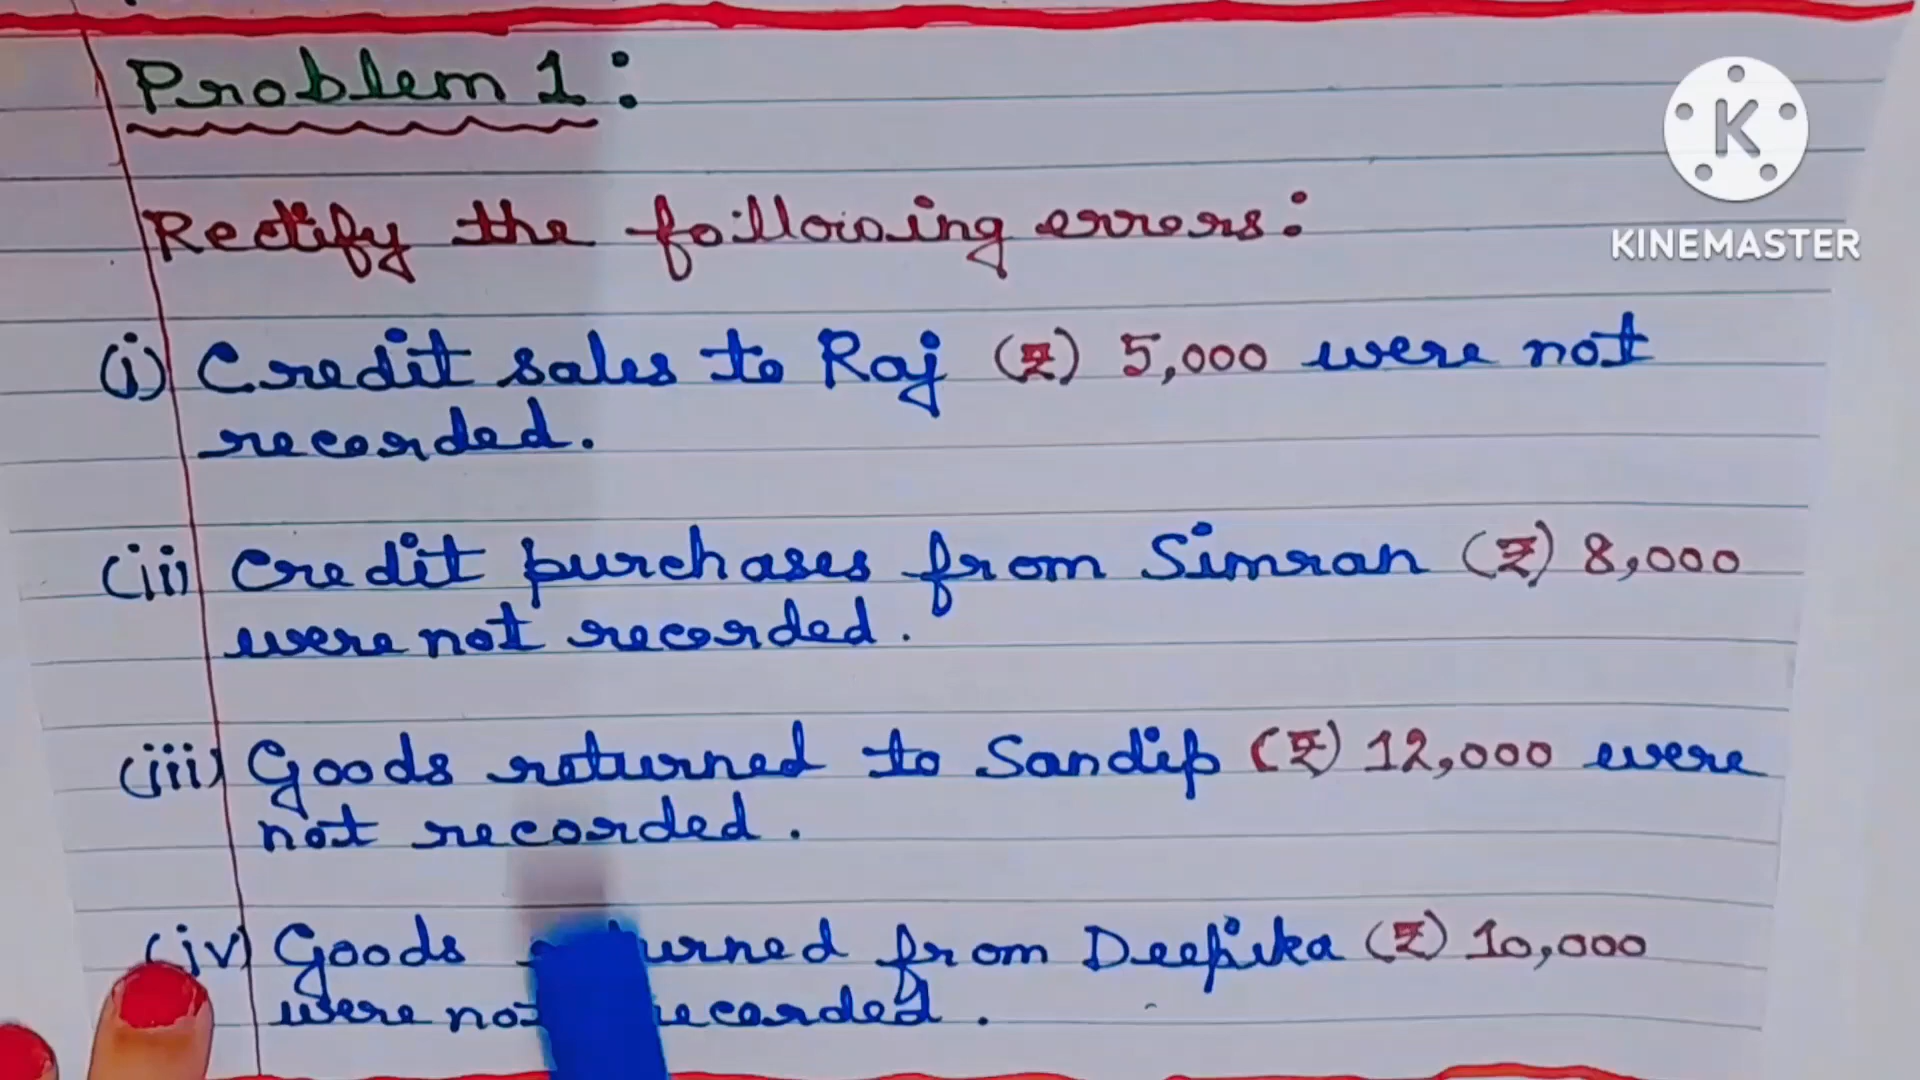 Problem 1:
Rectify the following errors:
(i) Credit sales to Raj (₹) 5,000 were not
recorded.
(ii) Credit purchases from Simran (₹) 8,000
were not recorded.
(iii) Goods returned to Sandip (₹) 12,000 were
not recorded.
(iv) Goods from Deepika (₹) 10,000
were recorded.
K
KINEMASTER